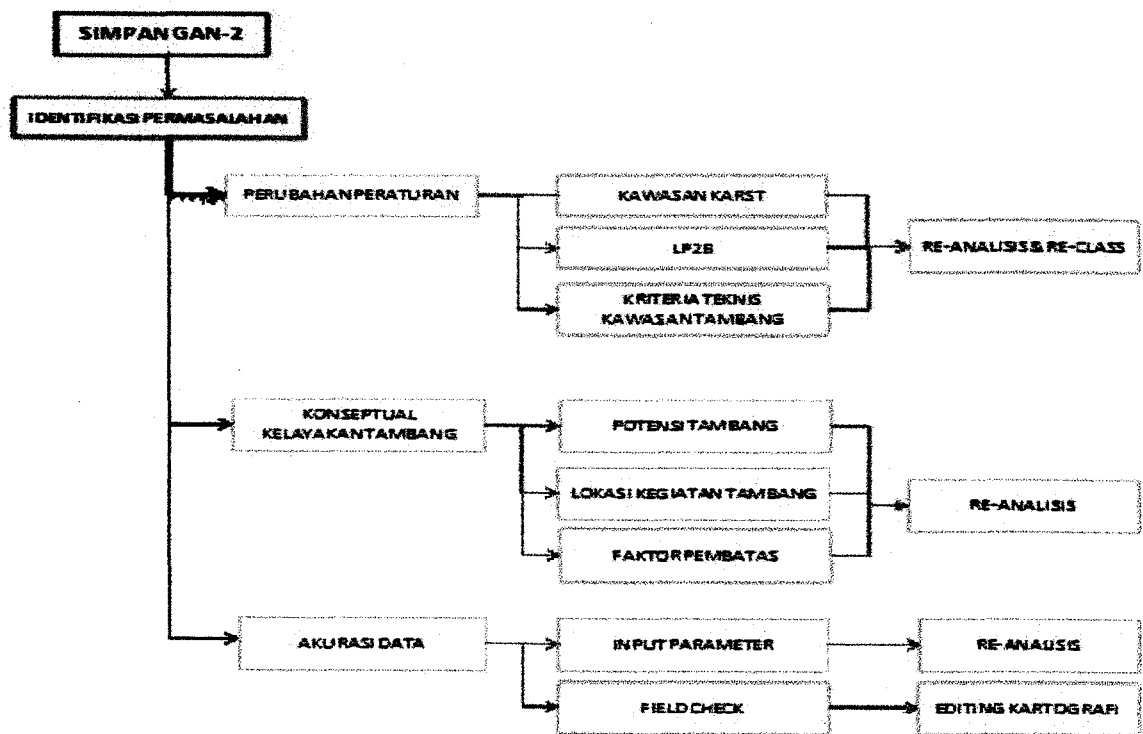 SIMPANGAN-2
IDENTIFIKASI PERMASALAHAN
PERUBAHAN PERATURAN
KAWASAN KARST
LP2B
KRITERIA TEKNIS
KAWASAN TAMBANG
RE-ANALISIS & RE-CLASS
KONSEPTUAL
KELAYAKAN TAMBANG
POTENSI TAMBANG
LOKASI KEGIATAN TAMBANG
FAKTOR PEMBATAS
RE-ANALISIS
AKURASI DATA
INPUT PARAMETER
RE-ANALISIS
FIELD CHECK
EDITING KARTOGRAFI